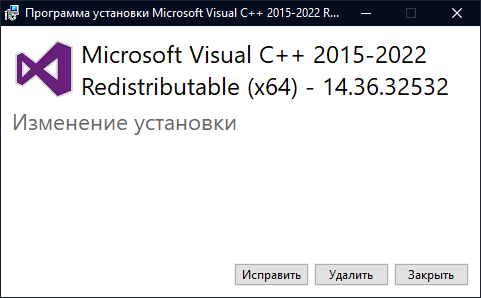 Программа установки Microsoft Visual C++ 2015-2022 R...
Microsoft Visual C++ 2015-2022
Redistributable (x64) - 14.36.32532
Изменение установки
Исправить Удалить Закрыть